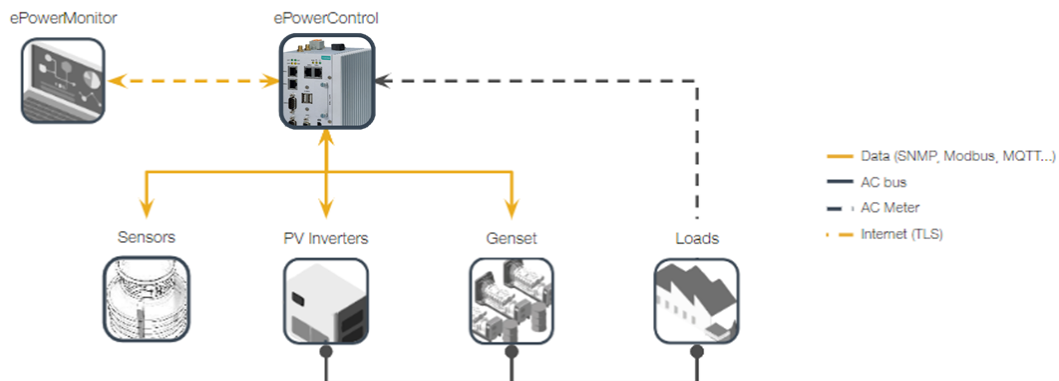 ePowerMonitor
ePowerControl
Data (SNMP, Modbus, MQTT...)
AC bus
AC Meter
Internet (TLS)
Sensors
PV Inverters
Genset
Loads